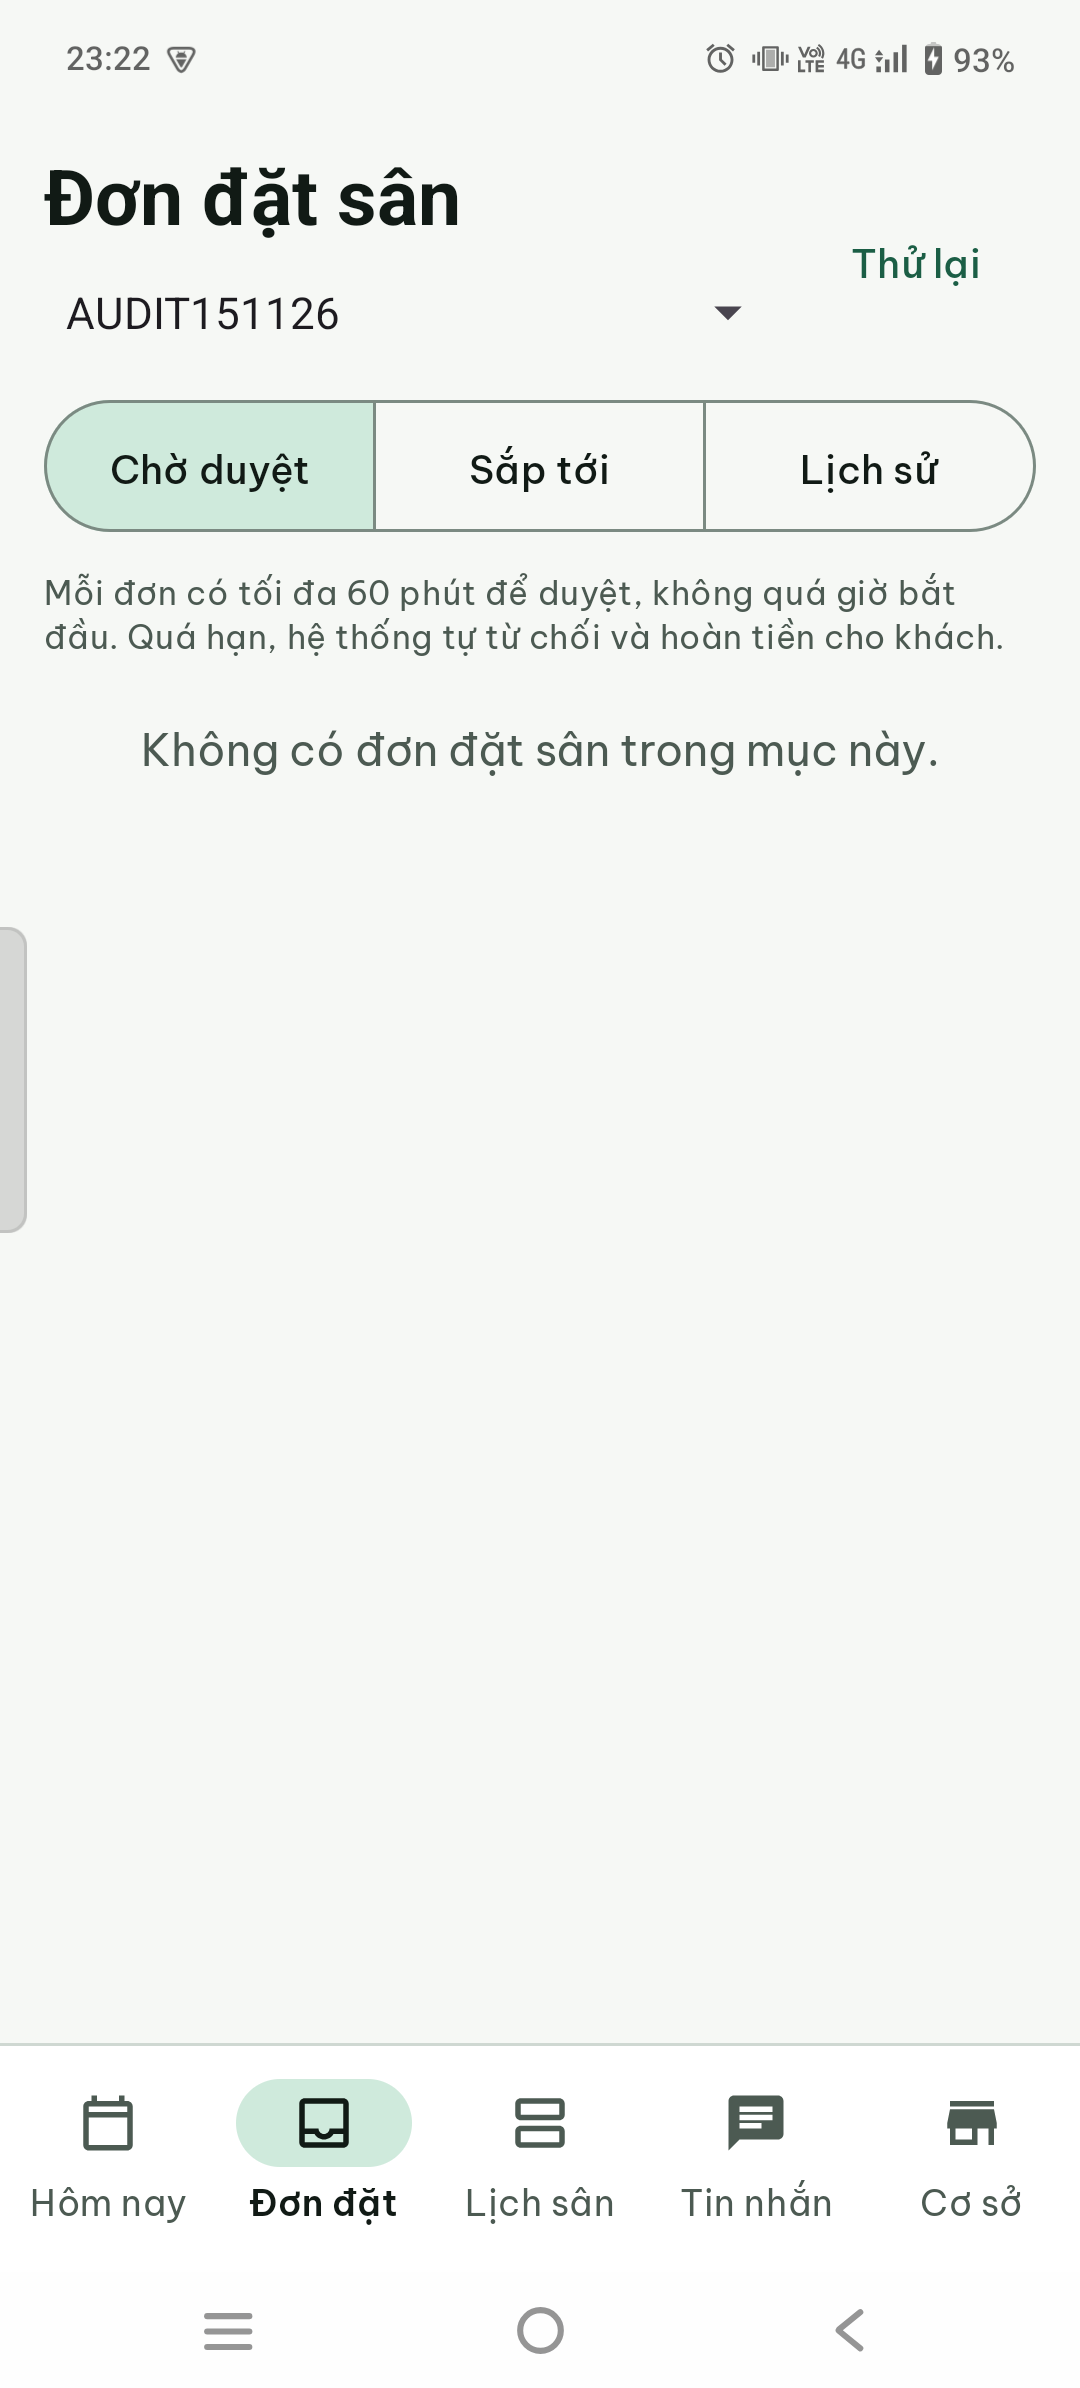 23:22
VoLTE 4G 93%
Đơn đặt sân
Thử lại
AUDIT151126
Chờ duyệt
Sắp tới
Lịch sử
Mỗi đơn có tối đa 60 phút để duyệt, không quá giờ bắt
đầu. Quá hạn, hệ thống tự từ chối và hoàn tiền cho khách.
Không có đơn đặt sân trong mục này.
Hôm nay
Đơn đặt
Lịch sân
Tin nhắn
Cơ sở